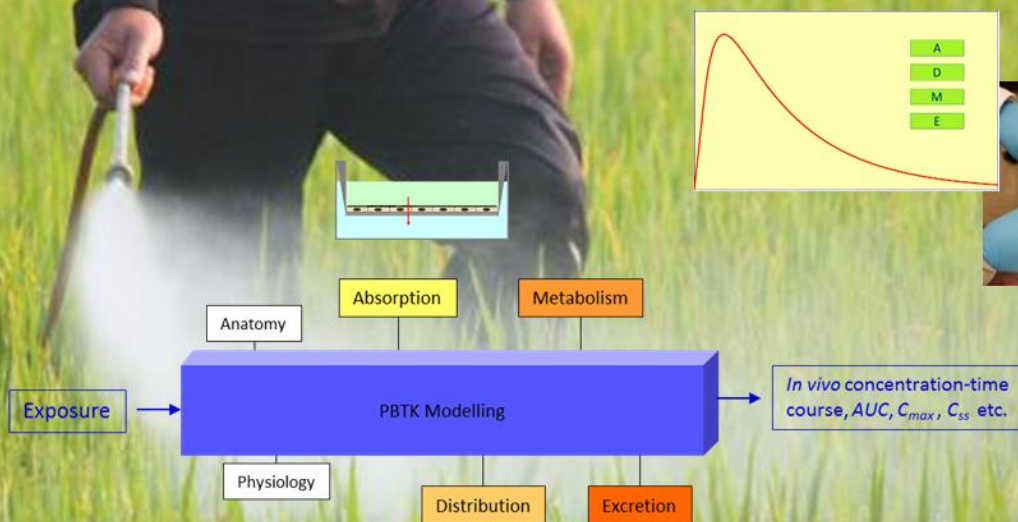 A
D
M
E
Absorption
Metabolism
Anatomy
Exposure
PBTK Modelling
In vivo concentration-time
course, AUC, Cmax, Css etc.
Physiology
Distribution
Excretion